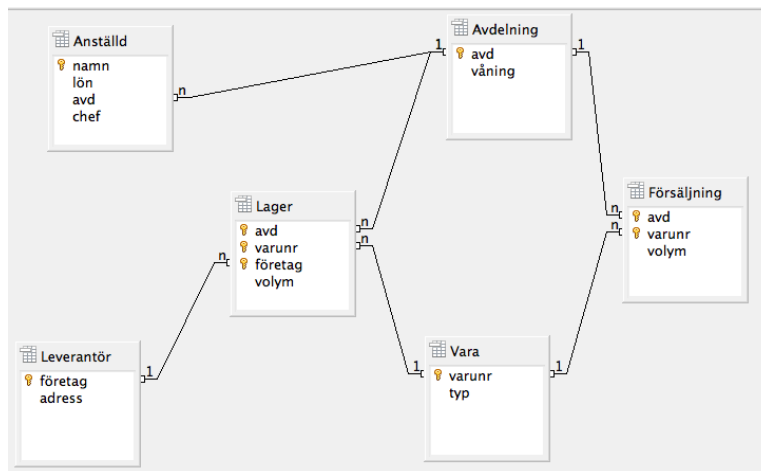 Anställd
namn
lön
avd
chef
n
1
Avdelning
avd
våning
1
Lager
avd
varunr
företag
volym
n
n
n
Försäljning
avd
varunr
volym
n
n
Leverantör
företag
adress
1
Vara
varunr
typ
1
1